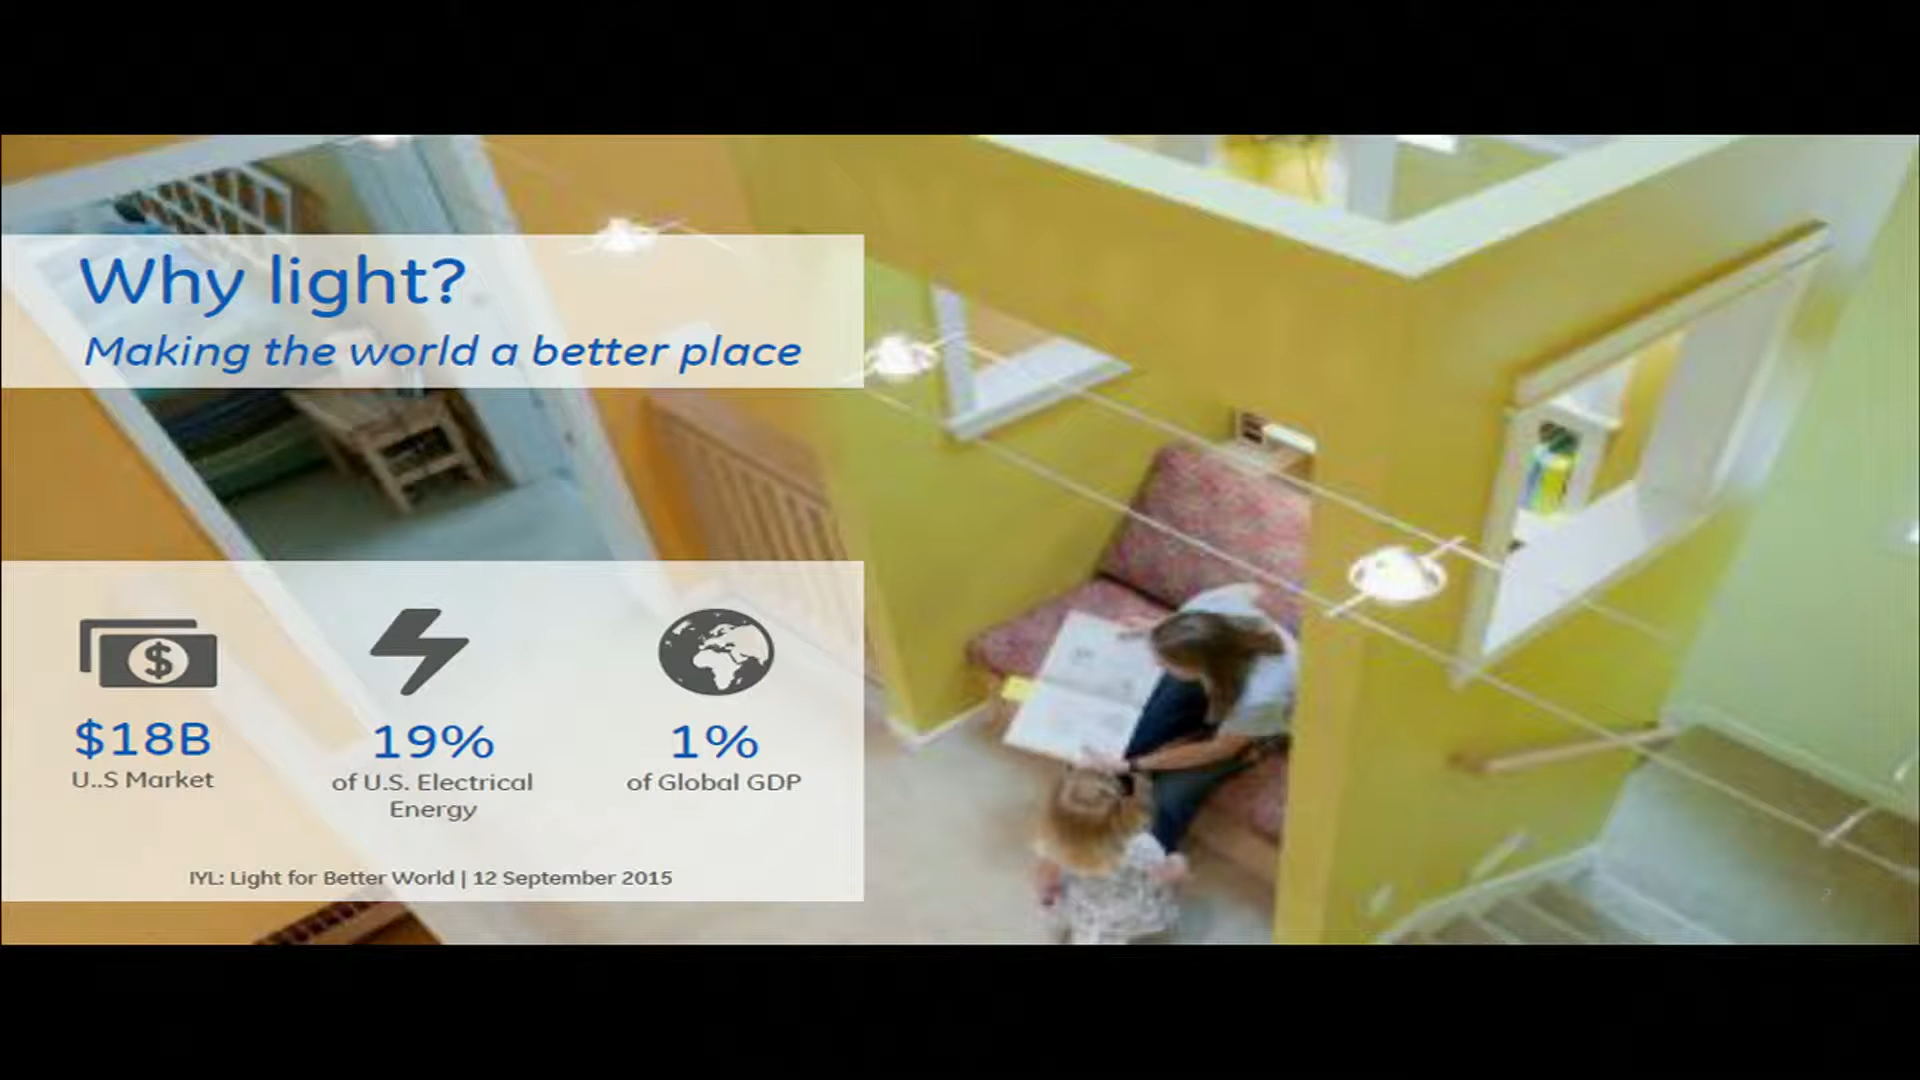 Why light?
Making the world a better place
$
$18B
U..S Market
19%
of U.S. Electrical
Energy
1%
of Global GDP
IYL: Light for Better World | 12 September 2015
2